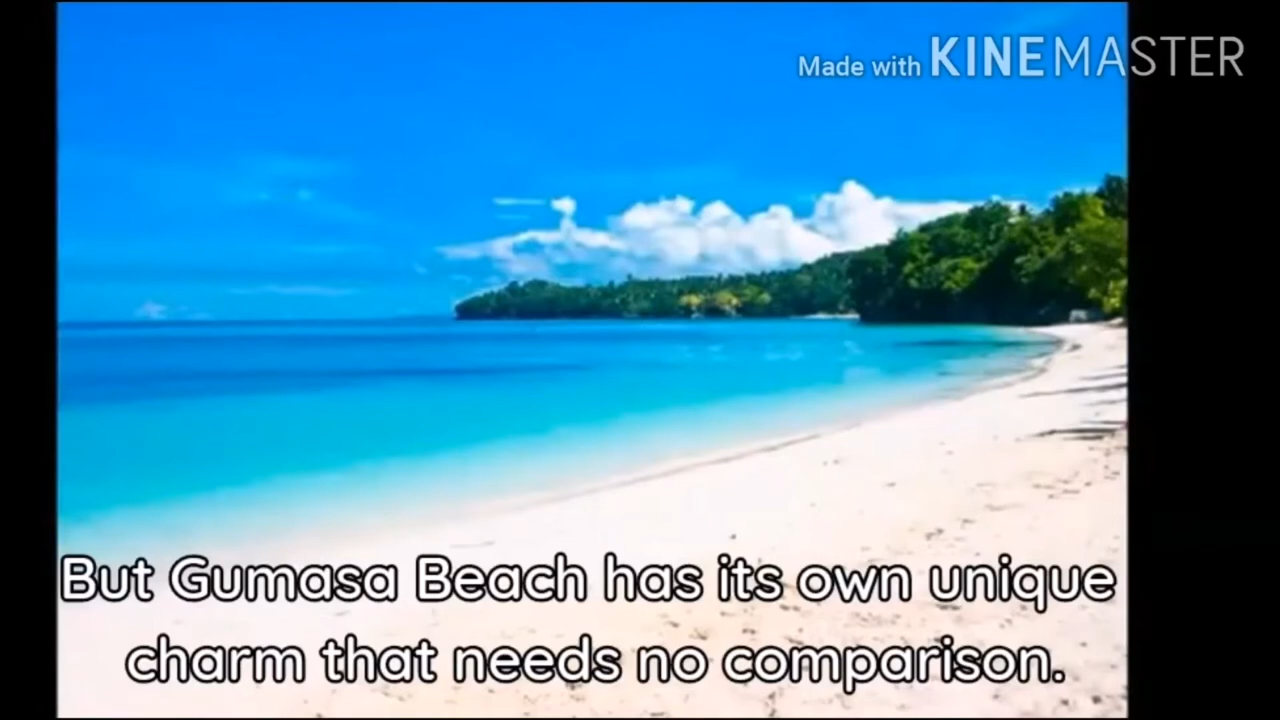 Made with KINEMASTER
But Gumasa Beach has its own unique
charm that needs no comparison.